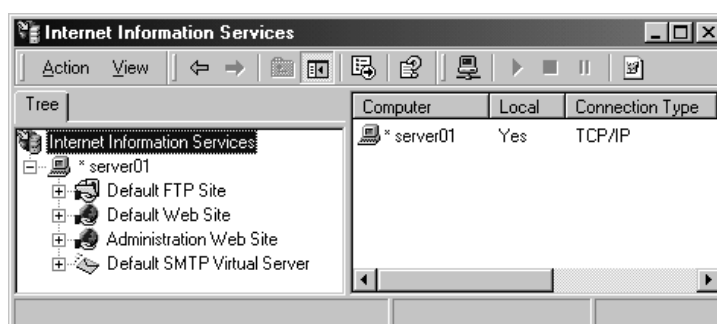 Internet Information Services
Action View
Tree
Internet Information Services
* server01
Default FTP Site
Default Web Site
Administration Web Site
Default SMTP Virtual Server
Computer Local Connection Type
* server01 Yes TCP/IP